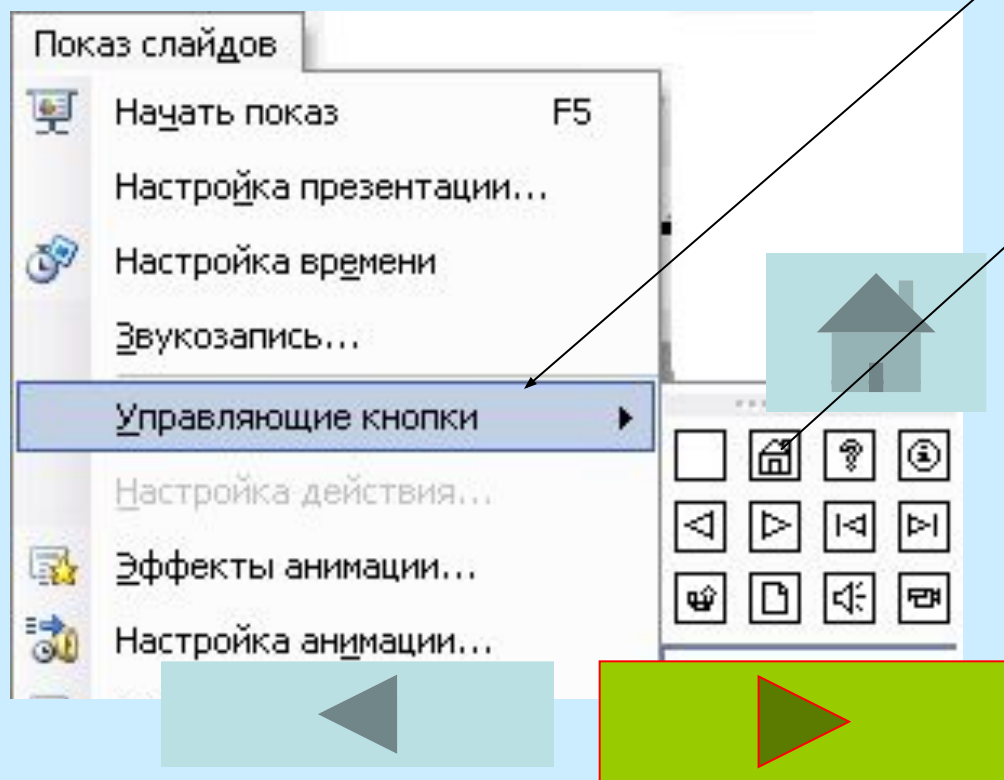 Показ слайдов
Начать показ F5
Настройка презентации...
Настройка времени
Звукозапись...
Управляющие кнопки
Настройка действия...
Эффекты анимации...
Настройка анимации...